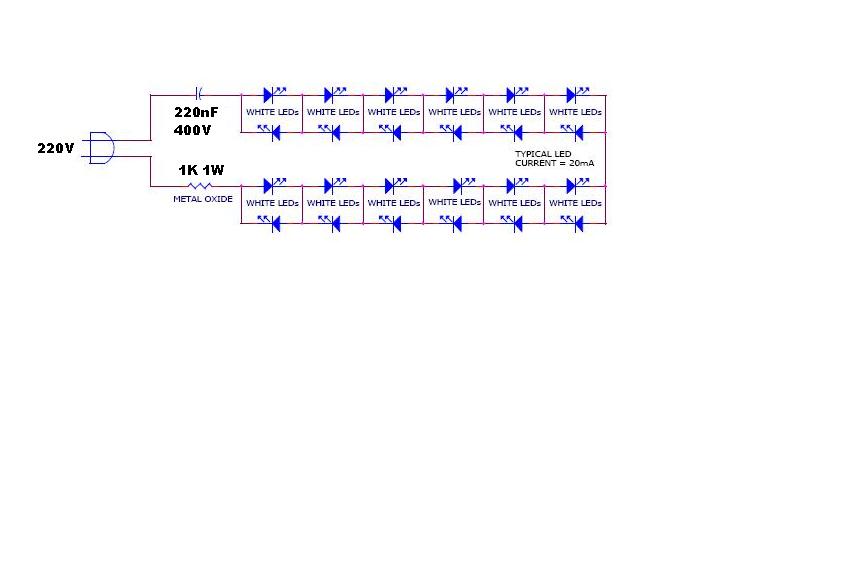 WHITE LEDs WHITE LEDs WHITE LEDs WHITE LEDs WHITE LEDs WHITE LEDs
220nF
400V
220V
TYPICAL LED
CURRENT = 20mA
1K 1W
METAL OXIDE
WHITE LEDs WHITE LEDs WHITE LEDs WHITE LEDs WHITE LEDs WHITE LEDs